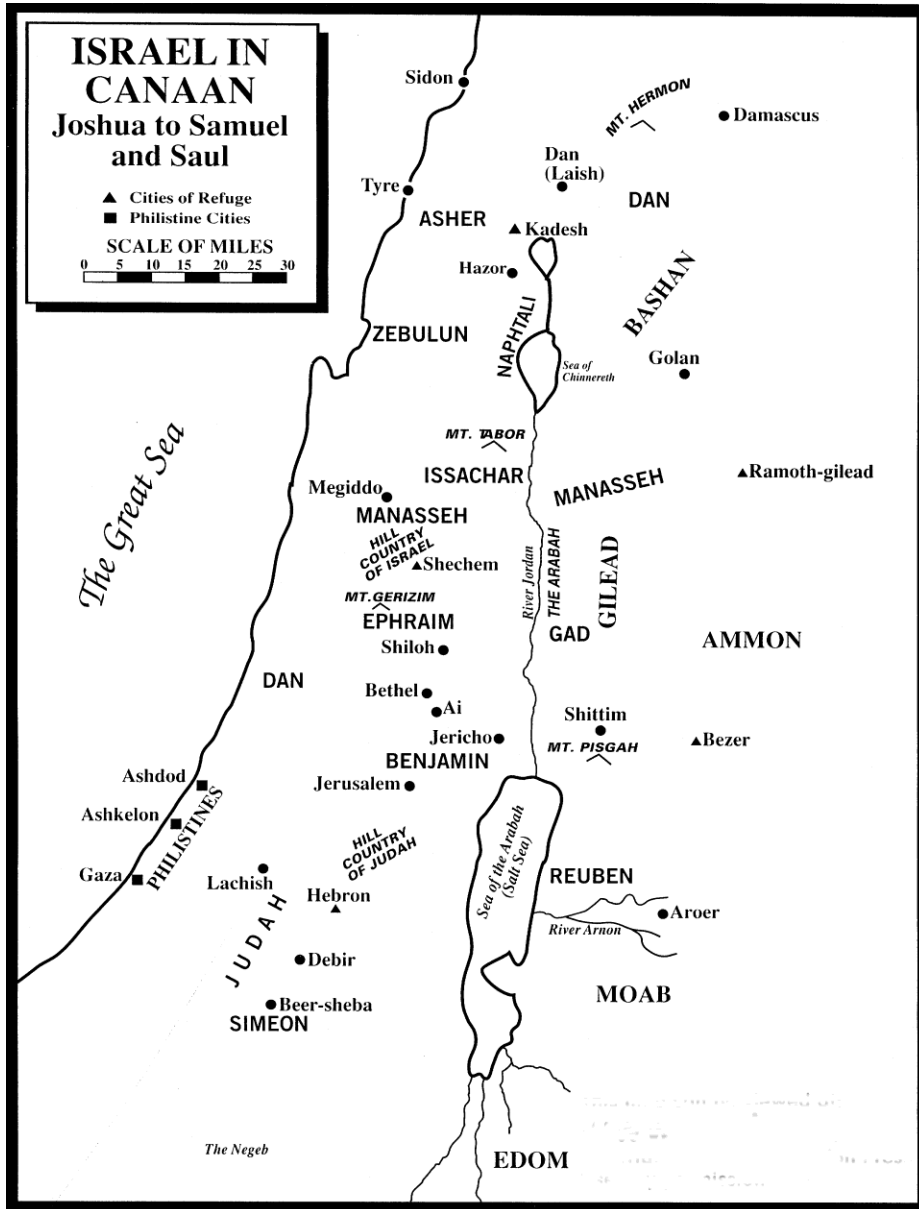 ISRAEL IN
CANAAN
Joshua to Samuel
and Saul
Cities of Refuge
Philistine Cities
SCALE OF MILES
0 5 10 15 20 25 30
Sidon
MT. HERMON
Damascus
Dan
(Laish)
Tyre
DAN
ASHER
Kadesh
Hazor
BASHAN
NAPHTALI
ZEBULUN
Sea of
Chinnereth
Golan
The Great Sea
MT. TABOR
ISSACHAR
MANASSEH
Ramoth-gilead
Megiddo
MANASSEH
HILL
COUNTRY
OF ISRAEL
Shechem
River Jordan
THE ARABAH
GILEAD
MT.GERIZIM
EPHRAIM
GAD
AMMON
Shiloh
DAN
Bethel
Ai
Shittim
Jericho
MT. PISGAH
Bezer
BENJAMIN
Ashdod
Jerusalem
Ashkelon
PHILISTINES
HILL
COUNTRY
OF JUDAH
Sea of the Arabah
(Salt Sea)
Gaza
Lachish
REUBEN
Hebron
JUDAH
Aroer
River Arnon
Debir
MOAB
Beer-sheba
SIMEON
The Negeb
EDOM